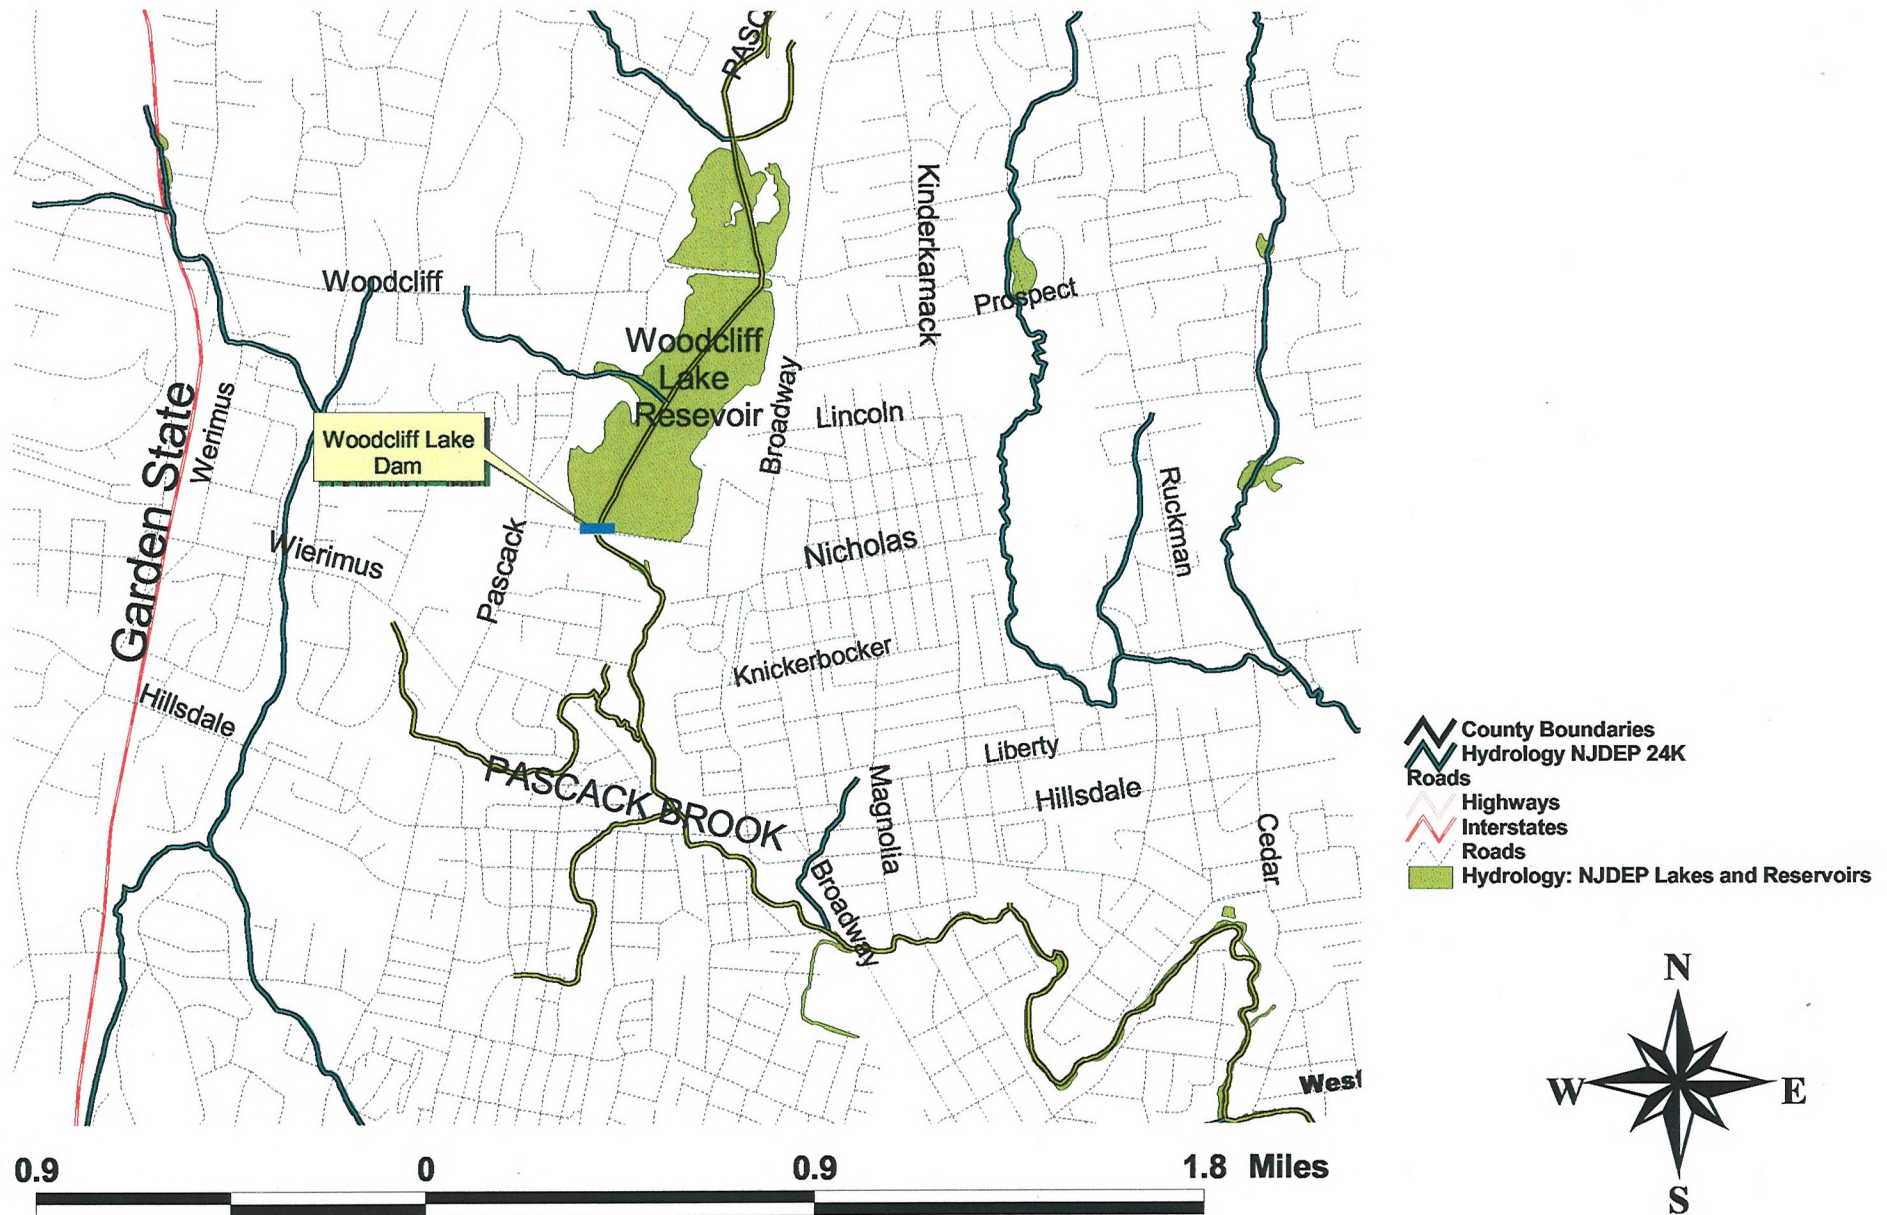 PASC
Kinderkamack
Woodcliff
Prospect
Woodcliff
Lake
Resevoir
Broadway
Lincoln
Garden State
Werimus
Woodcliff Lake
Dam
Ruckman
Wierimus
Pascack
Nicholas
Knickerbocker
Hillsdale
Liberty
Hillsdale
PASCACK BROOK
Magnolia
Broadway
Cedar
West
County Boundaries
Hydrology NJDEP 24K
Roads
Highways
Interstates
Roads
Hydrology: NJDEP Lakes and Reservoirs
N
W
E
S
0.9 0 0.9 1.8 Miles